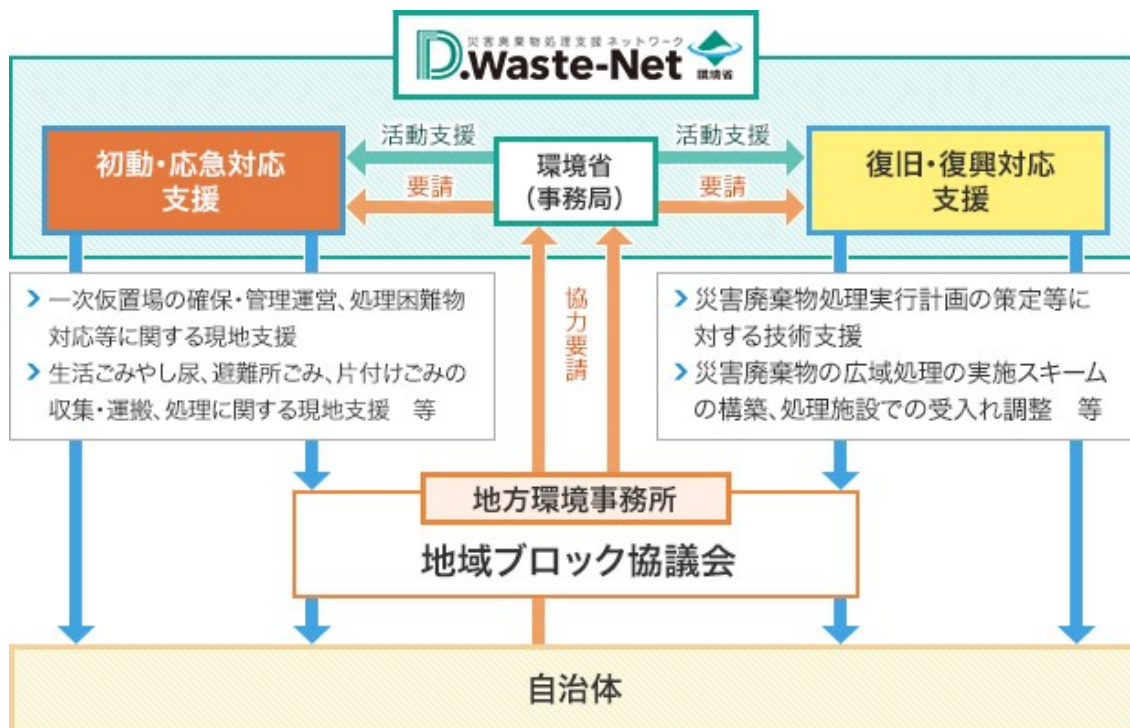 災害廃棄物処理支援ネットワーク
D.Waste-Net
環境省
初動・応急対応
支援
活動支援
要請
環境省
（事務局）
活動支援
要請
復旧・復興対応
支援
一次仮置場の確保・管理運営、処理困難物
対応等に関する現地支援
生活ごみやし尿、避難所ごみ、片付けごみの
収集・運搬、処理に関する現地支援　等
協力要請
災害廃棄物処理実行計画の策定等に
対する技術支援
災害廃棄物の広域処理の実施スキーム
の構築、処理施設での受入れ調整　等
地方環境事務所
地域ブロック協議会
自治体